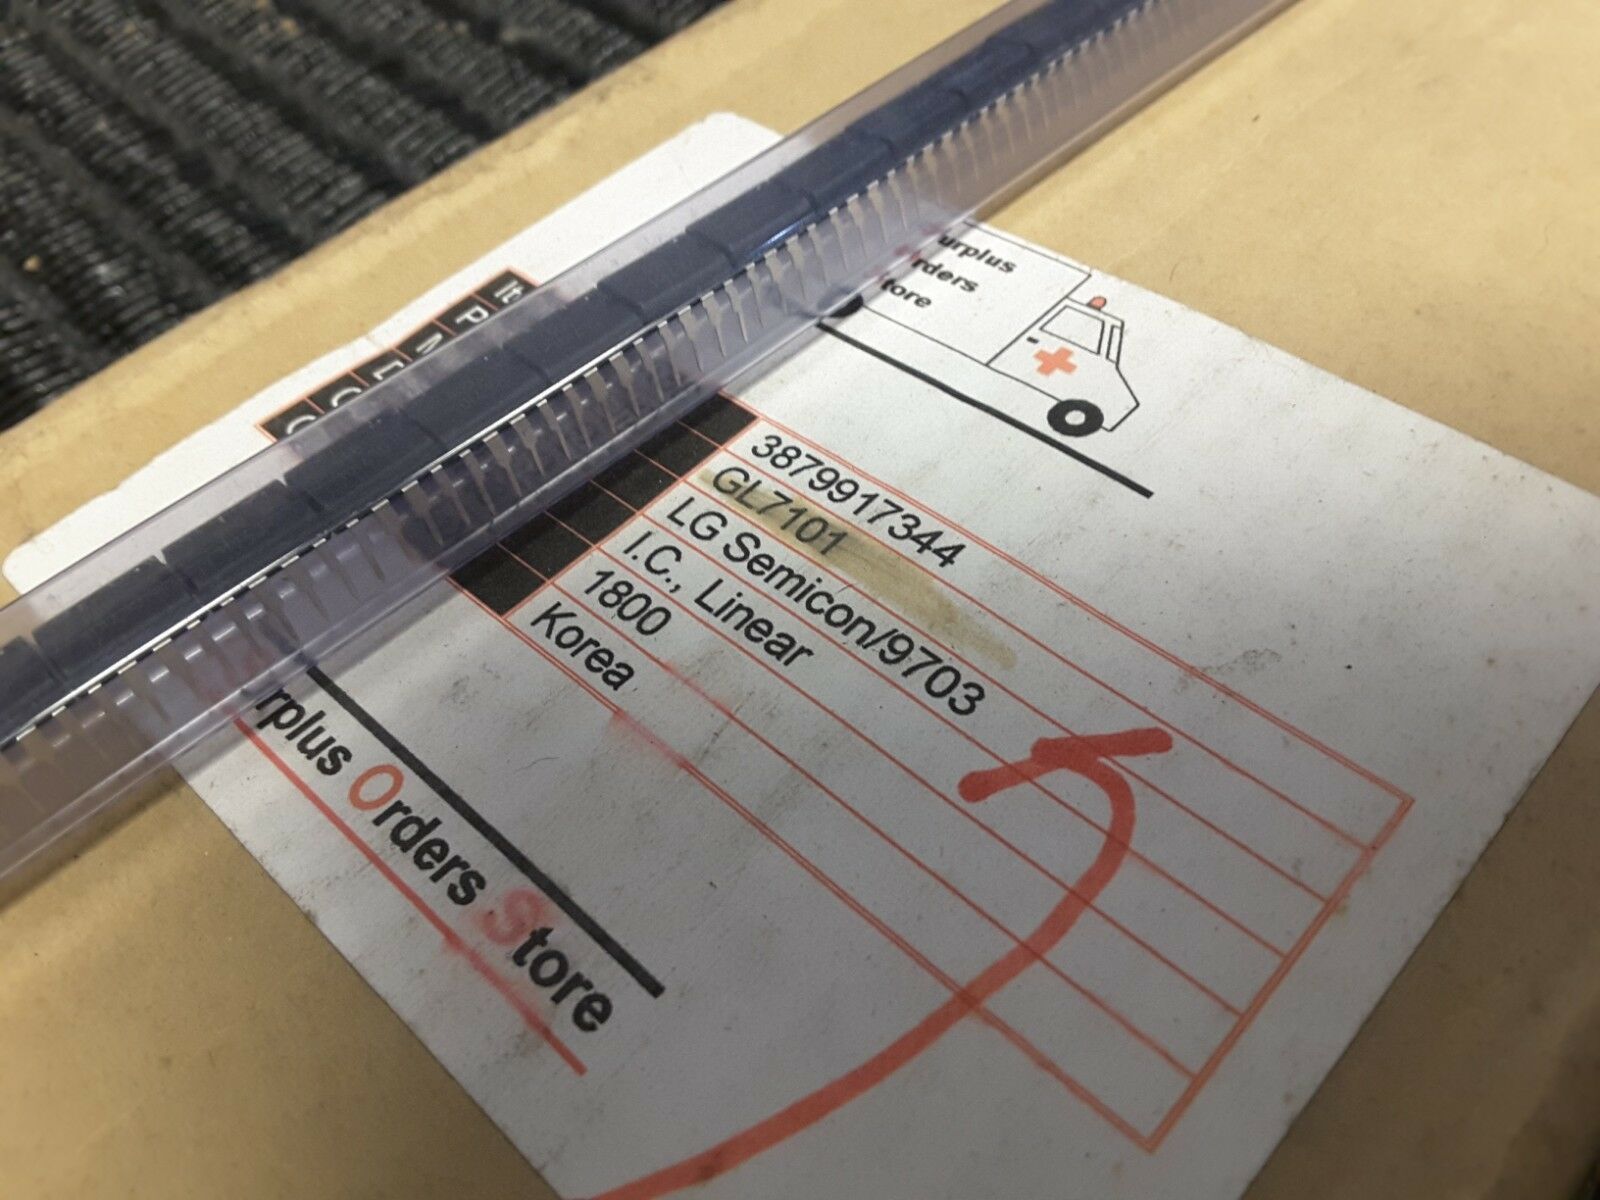 urplus
rders
tore
3879917344
GL7101
LG Semicon/9703
I.C., Linear
1800
Korea
rplus Orders Store